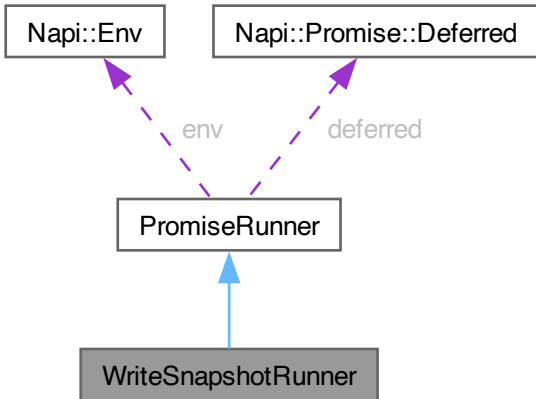 Napi::Env
Napi::Promise::Deferred
env
deferred
PromiseRunner
WriteSnapshotRunner